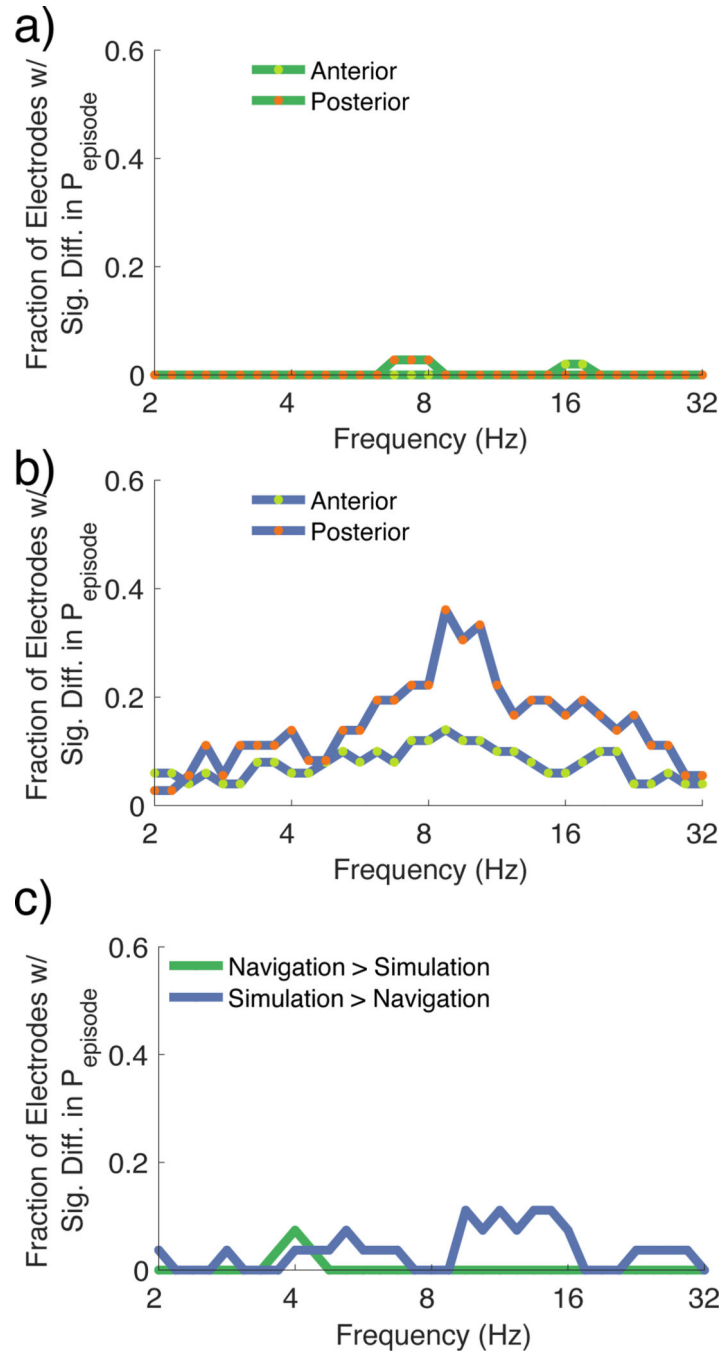 a)
Fraction of Electrodes w/
Sig. Diff. in P episode
0.6
0.4
0.2
0
Anterior
Posterior
2 4 8 16 32
Frequency (Hz)
b)
Fraction of Electrodes w/
Sig. Diff. in P episode
0.6
0.4
0.2
0
Anterior
Posterior
2 4 8 16 32
Frequency (Hz)
c)
Fraction of Electrodes w/
Sig. Diff. in P episode
0.6
0.4
0.2
0
Navigation > Simulation
Simulation > Navigation
2 4 8 16 32
Frequency (Hz)